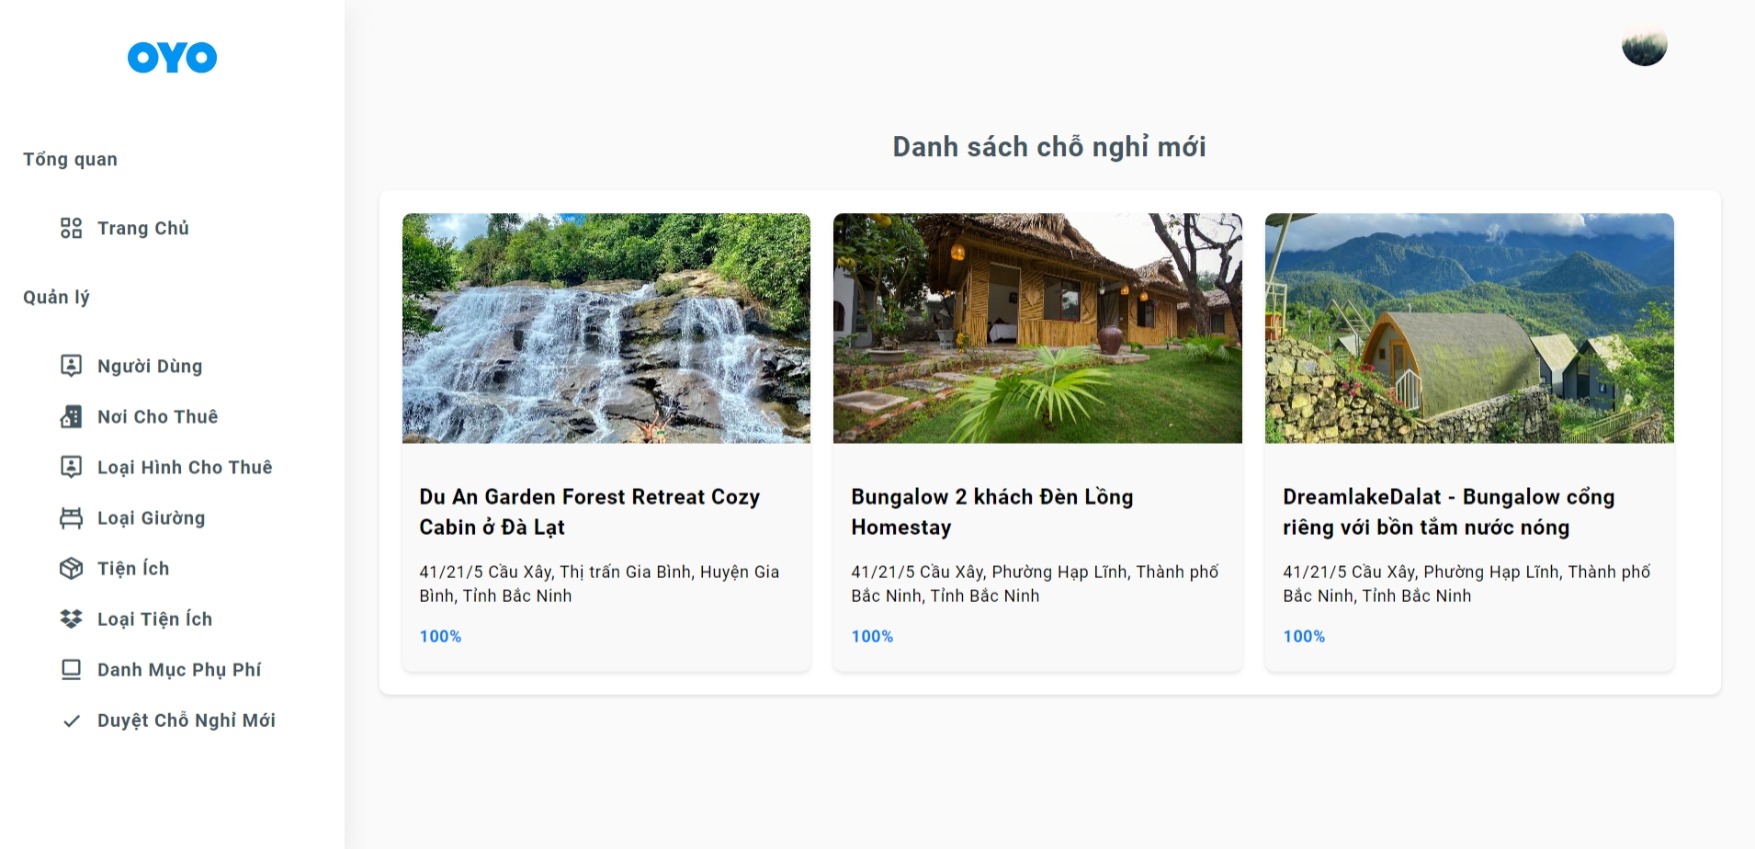 OYO
Tổng quan
Trang Chủ
Quản lý
Người Dùng
Nơi Cho Thuê
Loại Hình Cho Thuê
Loại Giường
Tiện Ích
Loại Tiện Ích
Danh Mục Phụ Phí
Duyệt Chỗ Nghỉ Mới
Danh sách chỗ nghỉ mới
Du An Garden Forest Retreat Cozy
Cabin ở Đà Lạt
41/21/5 Cầu Xây, Thị trấn Gia Bình, Huyện Gia
Bình, Tỉnh Bắc Ninh
100%
Bungalow 2 khách Đèn Lồng
Homestay
41/21/5 Cầu Xây, Phường Hạp Lĩnh, Thành phố
Bắc Ninh, Tỉnh Bắc Ninh
100%
DreamlakeDalat - Bungalow cổng
riêng với bồn tắm nước nóng
41/21/5 Cầu Xây, Phường Hạp Lĩnh, Thành phố
Bắc Ninh, Tỉnh Bắc Ninh
100%